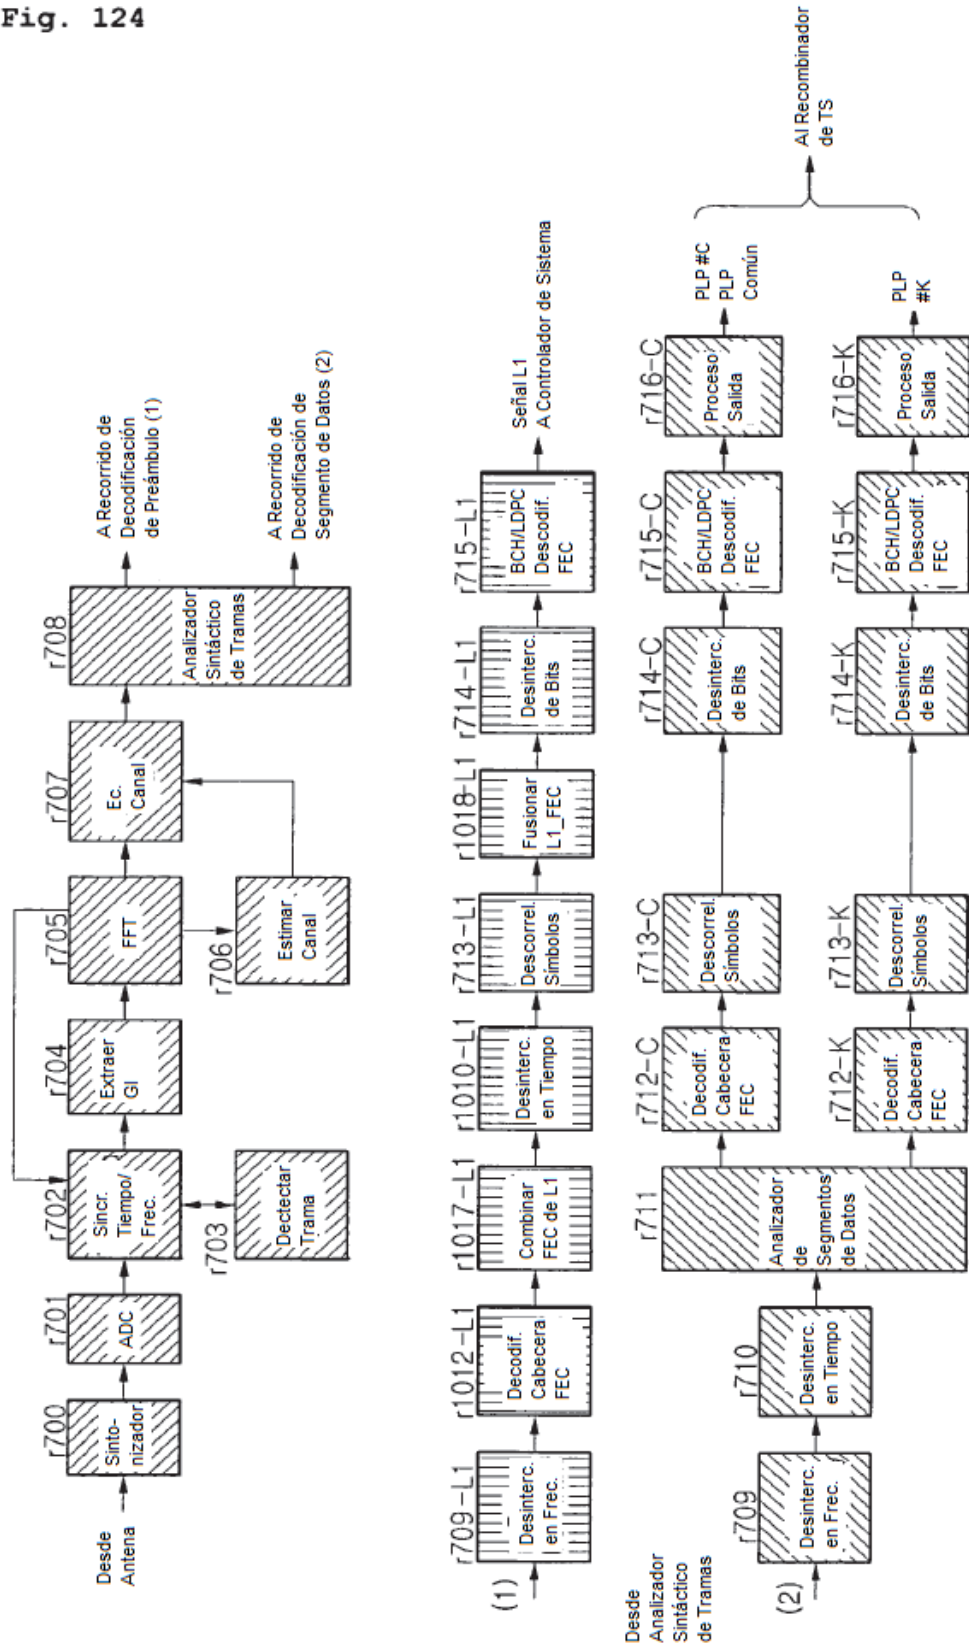 Fig. 124
Desde
Antena
r700
Sinto-
nizador
r701
ADC
r702
Sincr.
Tiempo/
Frec.
r703
Dectectar
Trama
r704
Extraer
GI
r705
FFT
r706
Estimar
Canal
r707
Ec.
Canal
r708
Analizador
Sintáctico
de Tramas
A Recorrido de
Decodificación
de Preámbulo (1)
A Recorrido de
Decodificación de
Segmento de Datos (2)
(1)
r709-L1
Desinterc.
en Frec.
r1012-L1
Decodif.
Cabecera
FEC
r1017-L1
Combinar
FEC de L1
r1010-L1
Desinterc.
en Tiempo
r713-L1
Descorrel.
Símbolos
r1018-L1
Fusionar
L1_FEC
r714-L1
Desinterc.
de Bits
r715-L1
BCH/LDPC
Descodif.
FEC
Señal L1
A Controlador de Sistema
Desde
Analizador
Sintáctico
de Tramas
(2)
r709
Desinterc.
en Frec.
r710
Desinterc.
en Tiempo
r711
Analizador
de
Segmentos
de Datos
r712-C
Decodif.
Cabecera
FEC
r713-C
Descorrel.
Símbolos
r714-C
Desinterc.
de Bits
r715-C
BCH/LDPC
Descodif.
FEC
r716-C
Proceso
Salida
PLP #C
PLP
Común
r712-K
Decodif.
Cabecera
FEC
r713-K
Descorrel.
Símbolos
r714-K
Desinterc.
de Bits
r715-K
BCH/LDPC
Descodif.
FEC
r716-K
Proceso
Salida
PLP
#K
Al Recombinador
de TS